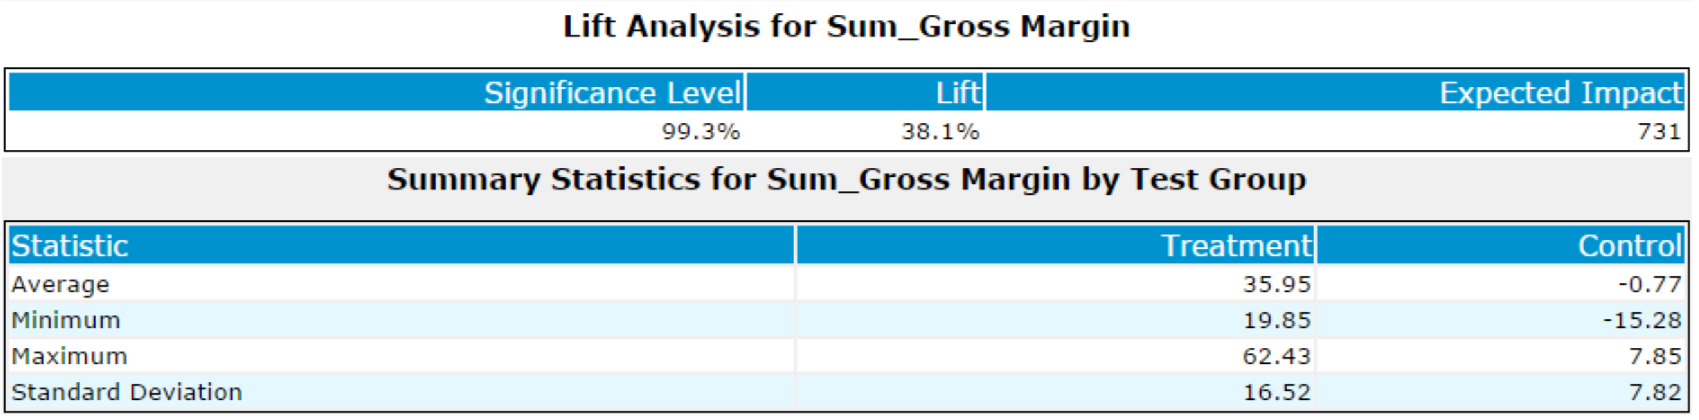 Lift Analysis for Sum_Gross Margin
Significance Level Lift Expected Impact
99.3% 38.1% 731
Summary Statistics for Sum_Gross Margin by Test Group
Statistic Treatment Control
Average 35.95 -0.77
Minimum 19.85 -15.28
Maximum 62.43 7.85
Standard Deviation 16.52 7.82